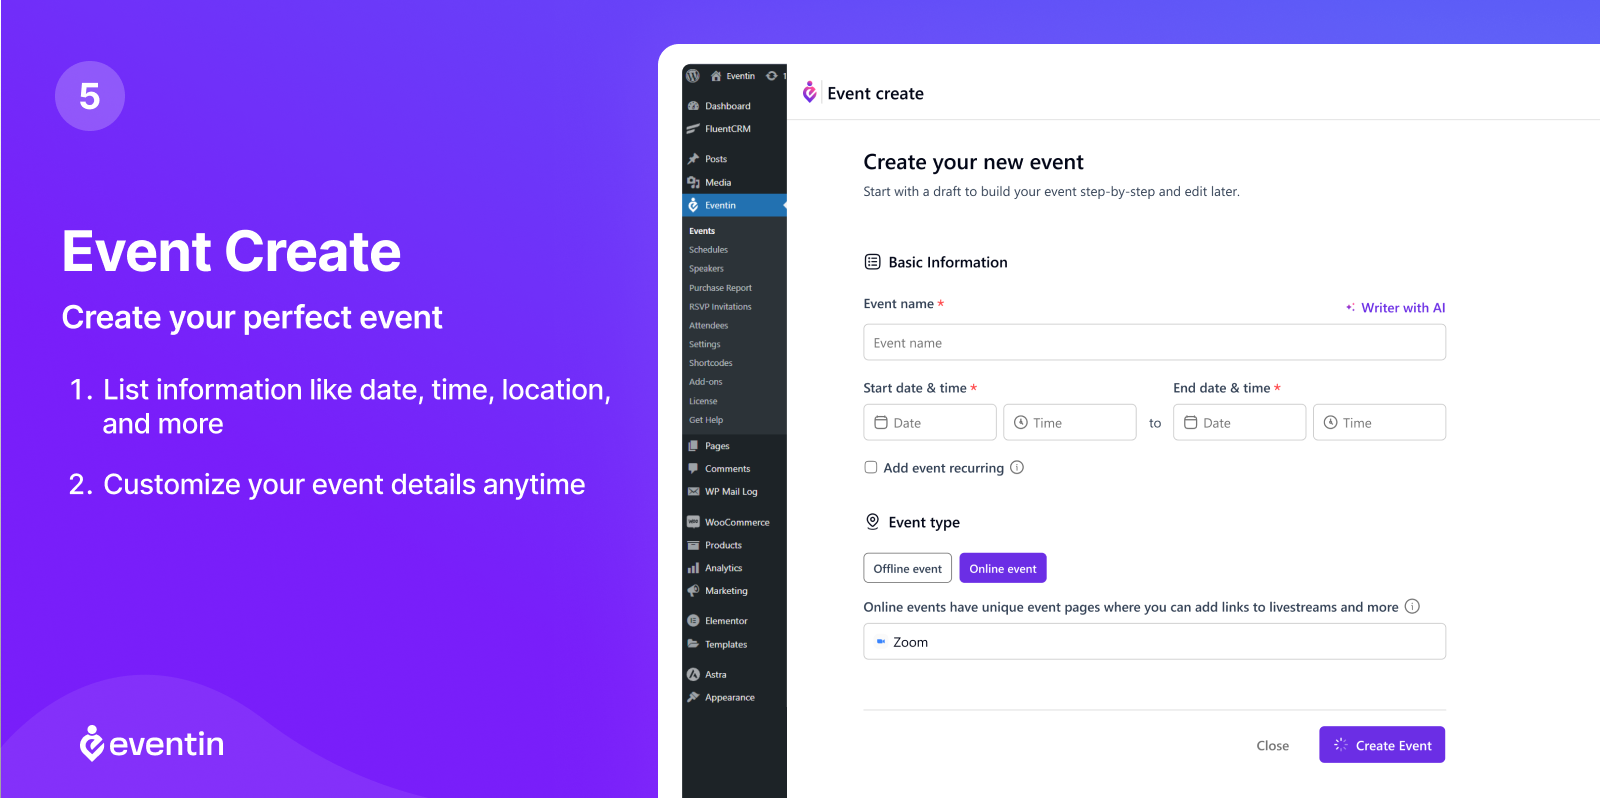 5
Event Create
Create your perfect event
1. List information like date, time, location,
and more
2. Customize your event details anytime
eventin
Eventin 1
Dashboard
FluentCRM
Posts
Media
Eventin
Events
Schedules
Speakers
Purchase Report
RSVP Invitations
Attendees
Settings
Shortcodes
Add-ons
License
Get Help
Pages
Comments
WP Mail Log
WooCommerce
Products
Analytics
Marketing
Elementor
Templates
Astra
Appearance
Event create
Create your new event
Start with a draft to build your event step-by-step and edit later.
Basic Information
Event name *
Writer with AI
Event name
Start date & time * End date & time *
Date Time to Date Time
Add event recurring
Event type
Offline event Online event
Online events have unique event pages where you can add links to livestreams and more
Zoom
Close Create Event